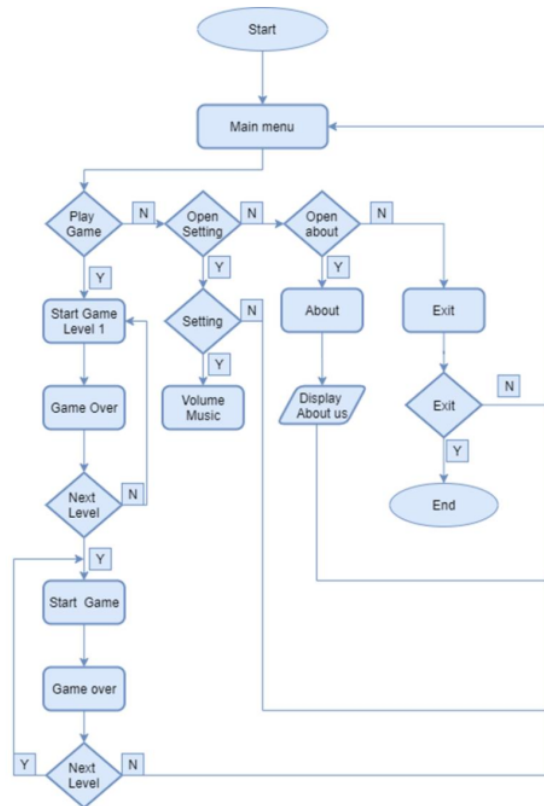 Start
Main menu
Play
Game
N
Open
Setting
N
Open
about
N
Y
Y
Y
Start Game
Level 1
Setting
N
About
Exit
Y
Game Over
Volume
Music
Display
About us
Exit
N
Y
Next
Level
N
End
Y
Start Game
Game over
Y
Next
Level
N